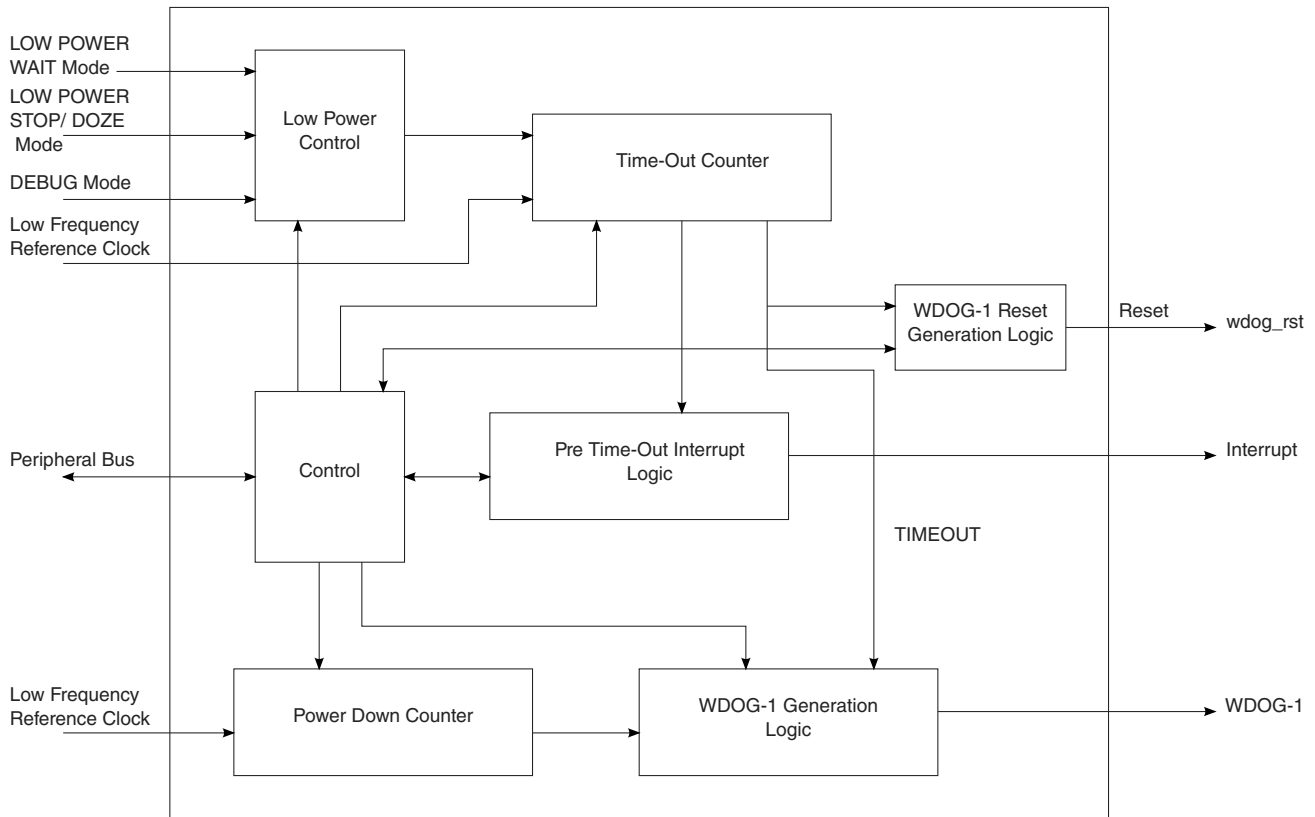 LOW POWER
WAIT Mode
LOW POWER
STOP/ DOZE
Mode
DEBUG Mode
Low Frequency
Reference Clock
Low Power
Control
Time-Out Counter
WDOG-1 Reset
Generation Logic
Reset
wdog_rst
Peripheral Bus
Control
Pre Time-Out Interrupt
Logic
Interrupt
TIMEOUT
Low Frequency
Reference Clock
Power Down Counter
WDOG-1 Generation
Logic
WDOG-1